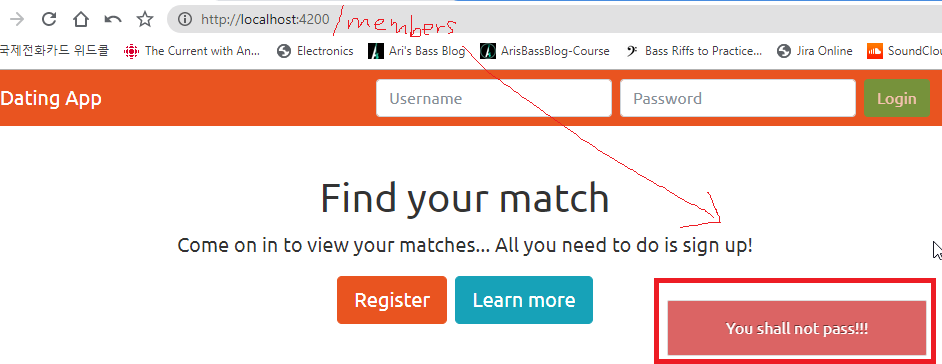 http://localhost:4200 /members
국제전화카드 위드콜 The Current with An... Electronics Ari's Bass Blog ArisBassBlog-Course Bass Riffs to Practice... Jira Online SoundClou
Dating App Username Password Login
Find your match
Come on in to view your matches... All you need to do is sign up!
Register Learn more
You shall not pass!!!